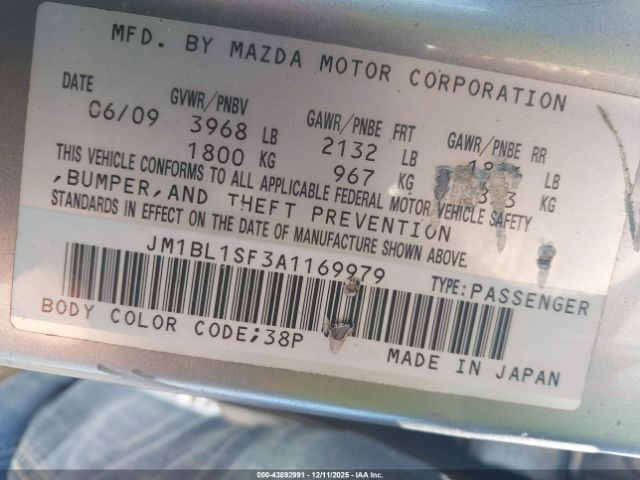 MFD. BY MAZDA MOTOR CORPORATION
DATE GVWR/PNBV GAWR/PNBE FRT GAWR/PNBE RR
06/09 3968 LB 2132 LB LB
1800 KG 967 KG KG
THIS VEHICLE CONFORMS TO ALL APPLICABLE FEDERAL MOTOR VEHICLE SAFETY
,BUMPER,AND THEFT PREVENTION
STANDARDS IN EFFECT ON THE DATE OF MANUFACTURE SHOWN ABOVE.
JM1BL1SF3A1169979 TYPE:PASSENGER
BODY COLOR CODE;38P
MADE IN JAPAN
000-43892991 - 12/11/2025 - IAA Inc.